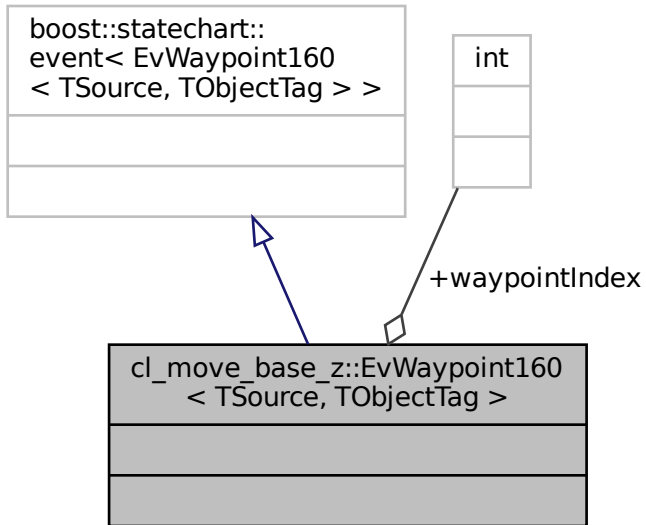 boost::statechart::
event< EvWaypoint160
< TSource, TObjectTag > >
int
+waypointIndex
cl_move_base_z::EvWaypoint160
< TSource, TObjectTag >